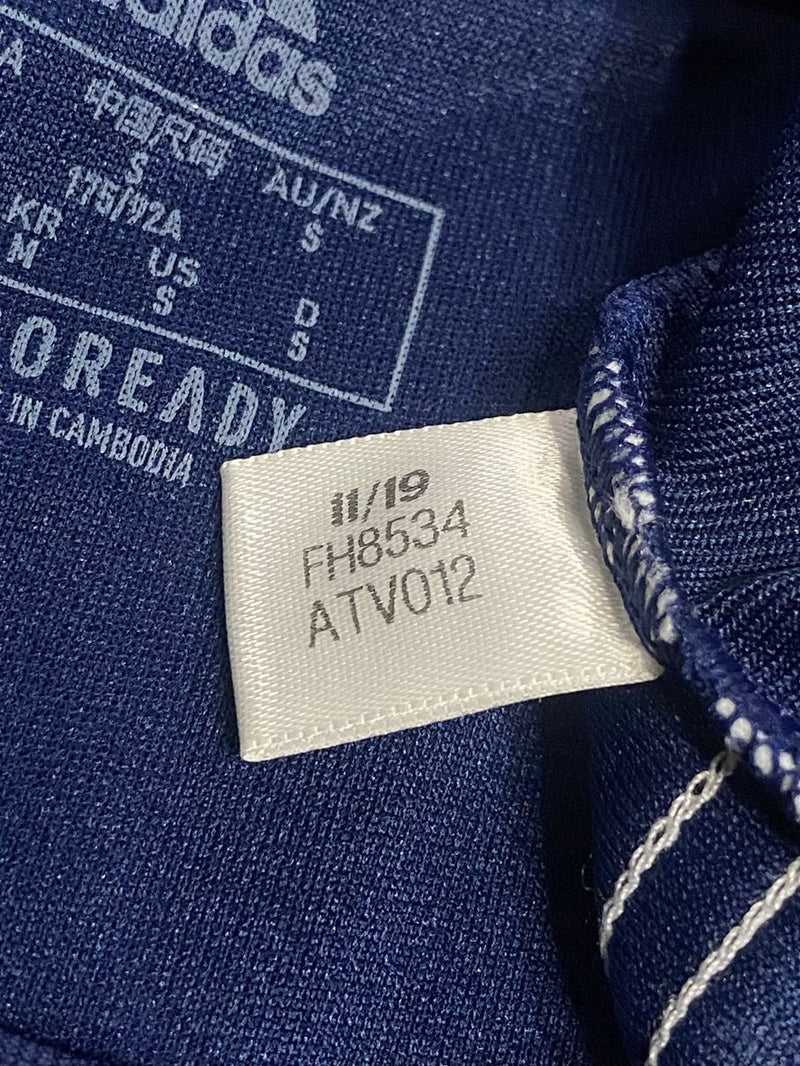 adidas
A
中国尺码
S
175/92A
AU/NZ
S
KR
M
US
S
D
S
OREADY
IN CAMBODIA
11/19
FH8534
ATV012